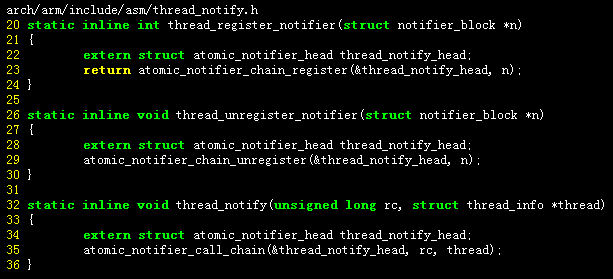 arch/arm/include/asm/thread_notify.h
20 static inline int thread_register_notifier(struct notifier_block *n)
21 {
22         extern struct atomic_notifier_head thread_notify_head;
23         return atomic_notifier_chain_register(&thread_notify_head, n);
24 }
25
26 static inline void thread_unregister_notifier(struct notifier_block *n)
27 {
28         extern struct atomic_notifier_head thread_notify_head;
29         atomic_notifier_chain_unregister(&thread_notify_head, n);
30 }
31
32 static inline void thread_notify(unsigned long rc, struct thread_info *thread)
33 {
34         extern struct atomic_notifier_head thread_notify_head;
35         atomic_notifier_call_chain(&thread_notify_head, rc, thread);
36 }